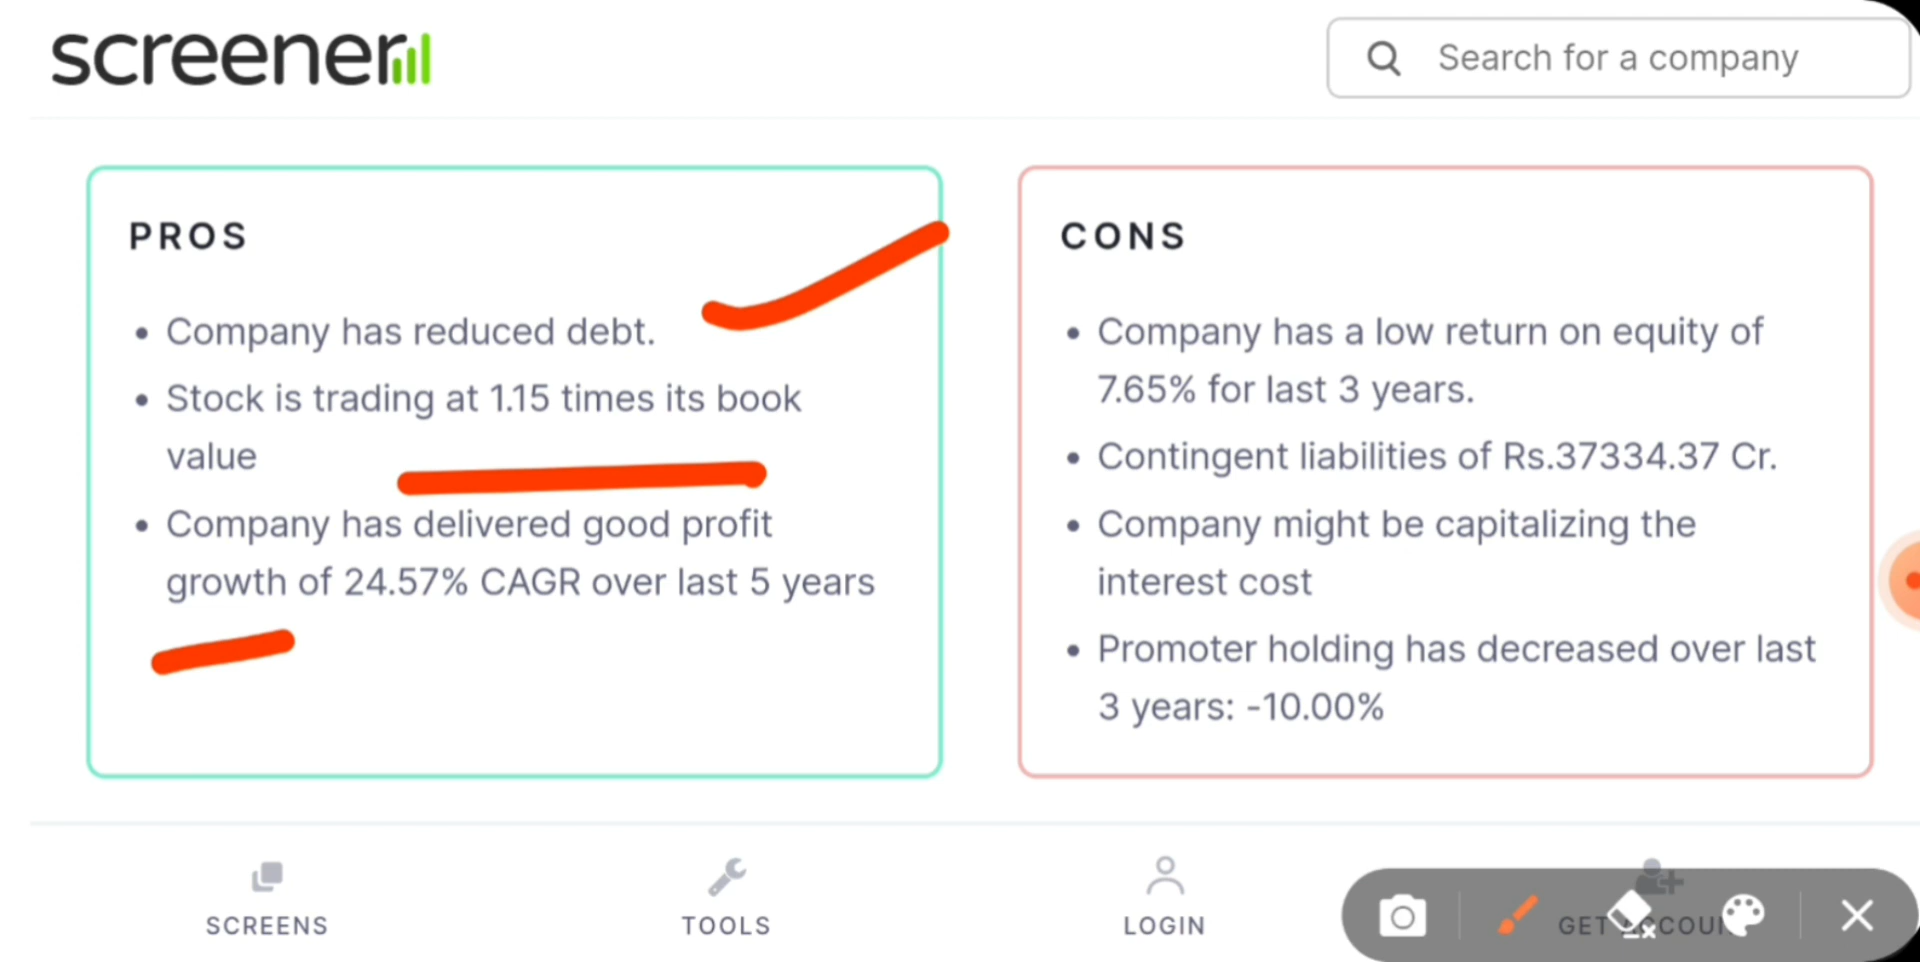 screener
Search for a company
PROS
• Company has reduced debt.
• Stock is trading at 1.15 times its book
value
• Company has delivered good profit
growth of 24.57% CAGR over last 5 years
CONS
• Company has a low return on equity of
7.65% for last 3 years.
• Contingent liabilities of Rs.37334.37 Cr.
• Company might be capitalizing the
interest cost
• Promoter holding has decreased over last
3 years: -10.00%
SCREENS
TOOLS
LOGIN
GET